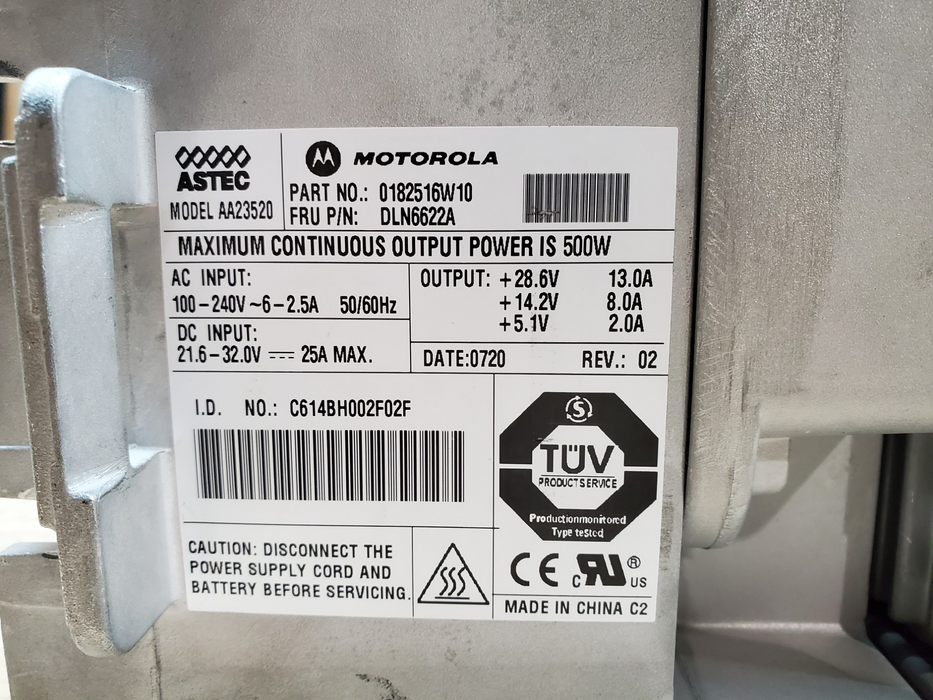 ASTEC
MODEL AA23520
MOTOROLA
PART NO.: 0182516W10
FRU P/N: DLN6622A
MAXIMUM CONTINUOUS OUTPUT POWER IS 500W
AC INPUT:
100-240V ~6-2.5A 50/60Hz
DC INPUT:
21.6-32.0V ⎓ 25A MAX.
OUTPUT: +28.6V 13.0A
+14.2V 8.0A
+5.1V 2.0A
DATE:0720 REV.: 02
I.D. NO.: C614BH002F02F
TÜV
PRODUCT SERVICE
Productionmonitored
Type tested
CAUTION: DISCONNECT THE
POWER SUPPLY CORD AND
BATTERY BEFORE SERVICING.
CE c RU ® US
MADE IN CHINA C2